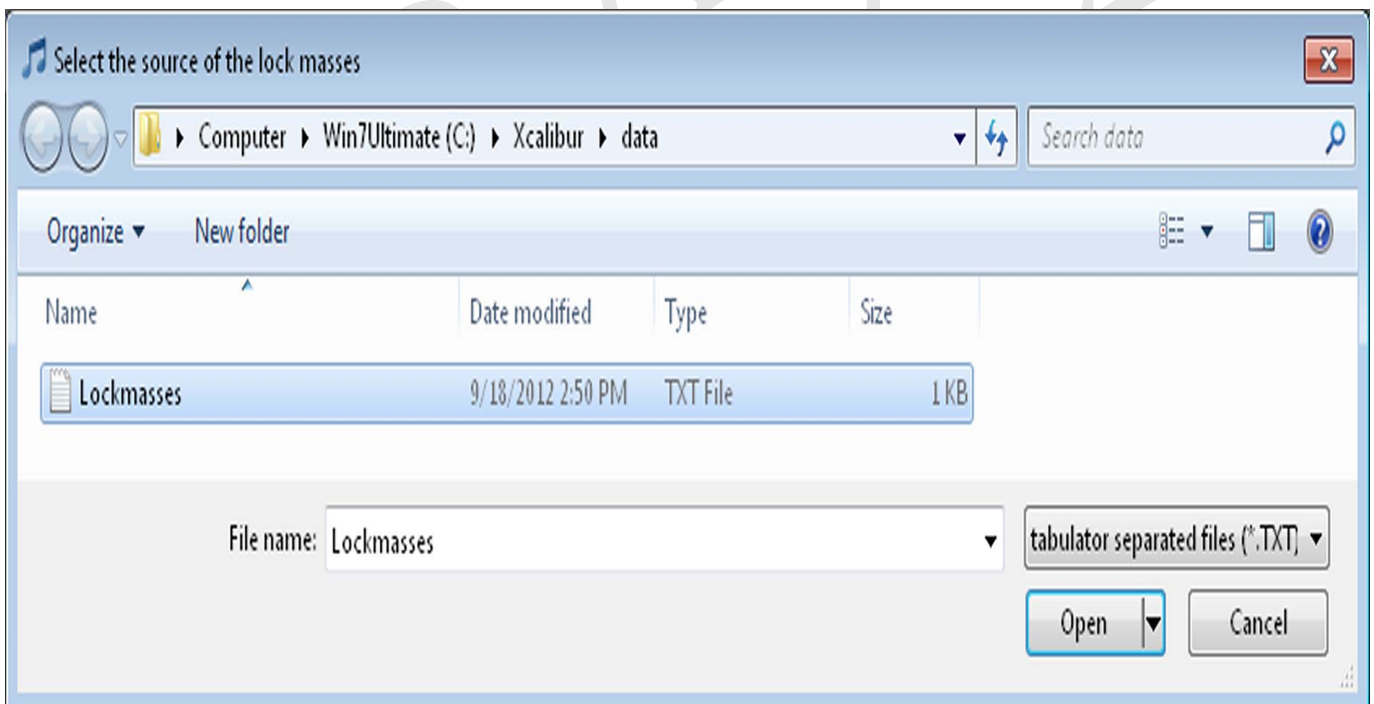 Select the source of the lock masses
Computer Win7Ultimate (C:) Xcalibur data
Search data
Organize New folder
Name Date modified Type Size
Lockmasses 9/18/2012 2:50 PM TXT File 1 KB
File name: Lockmasses
tabulator separated files (*.TXT)
Open Cancel